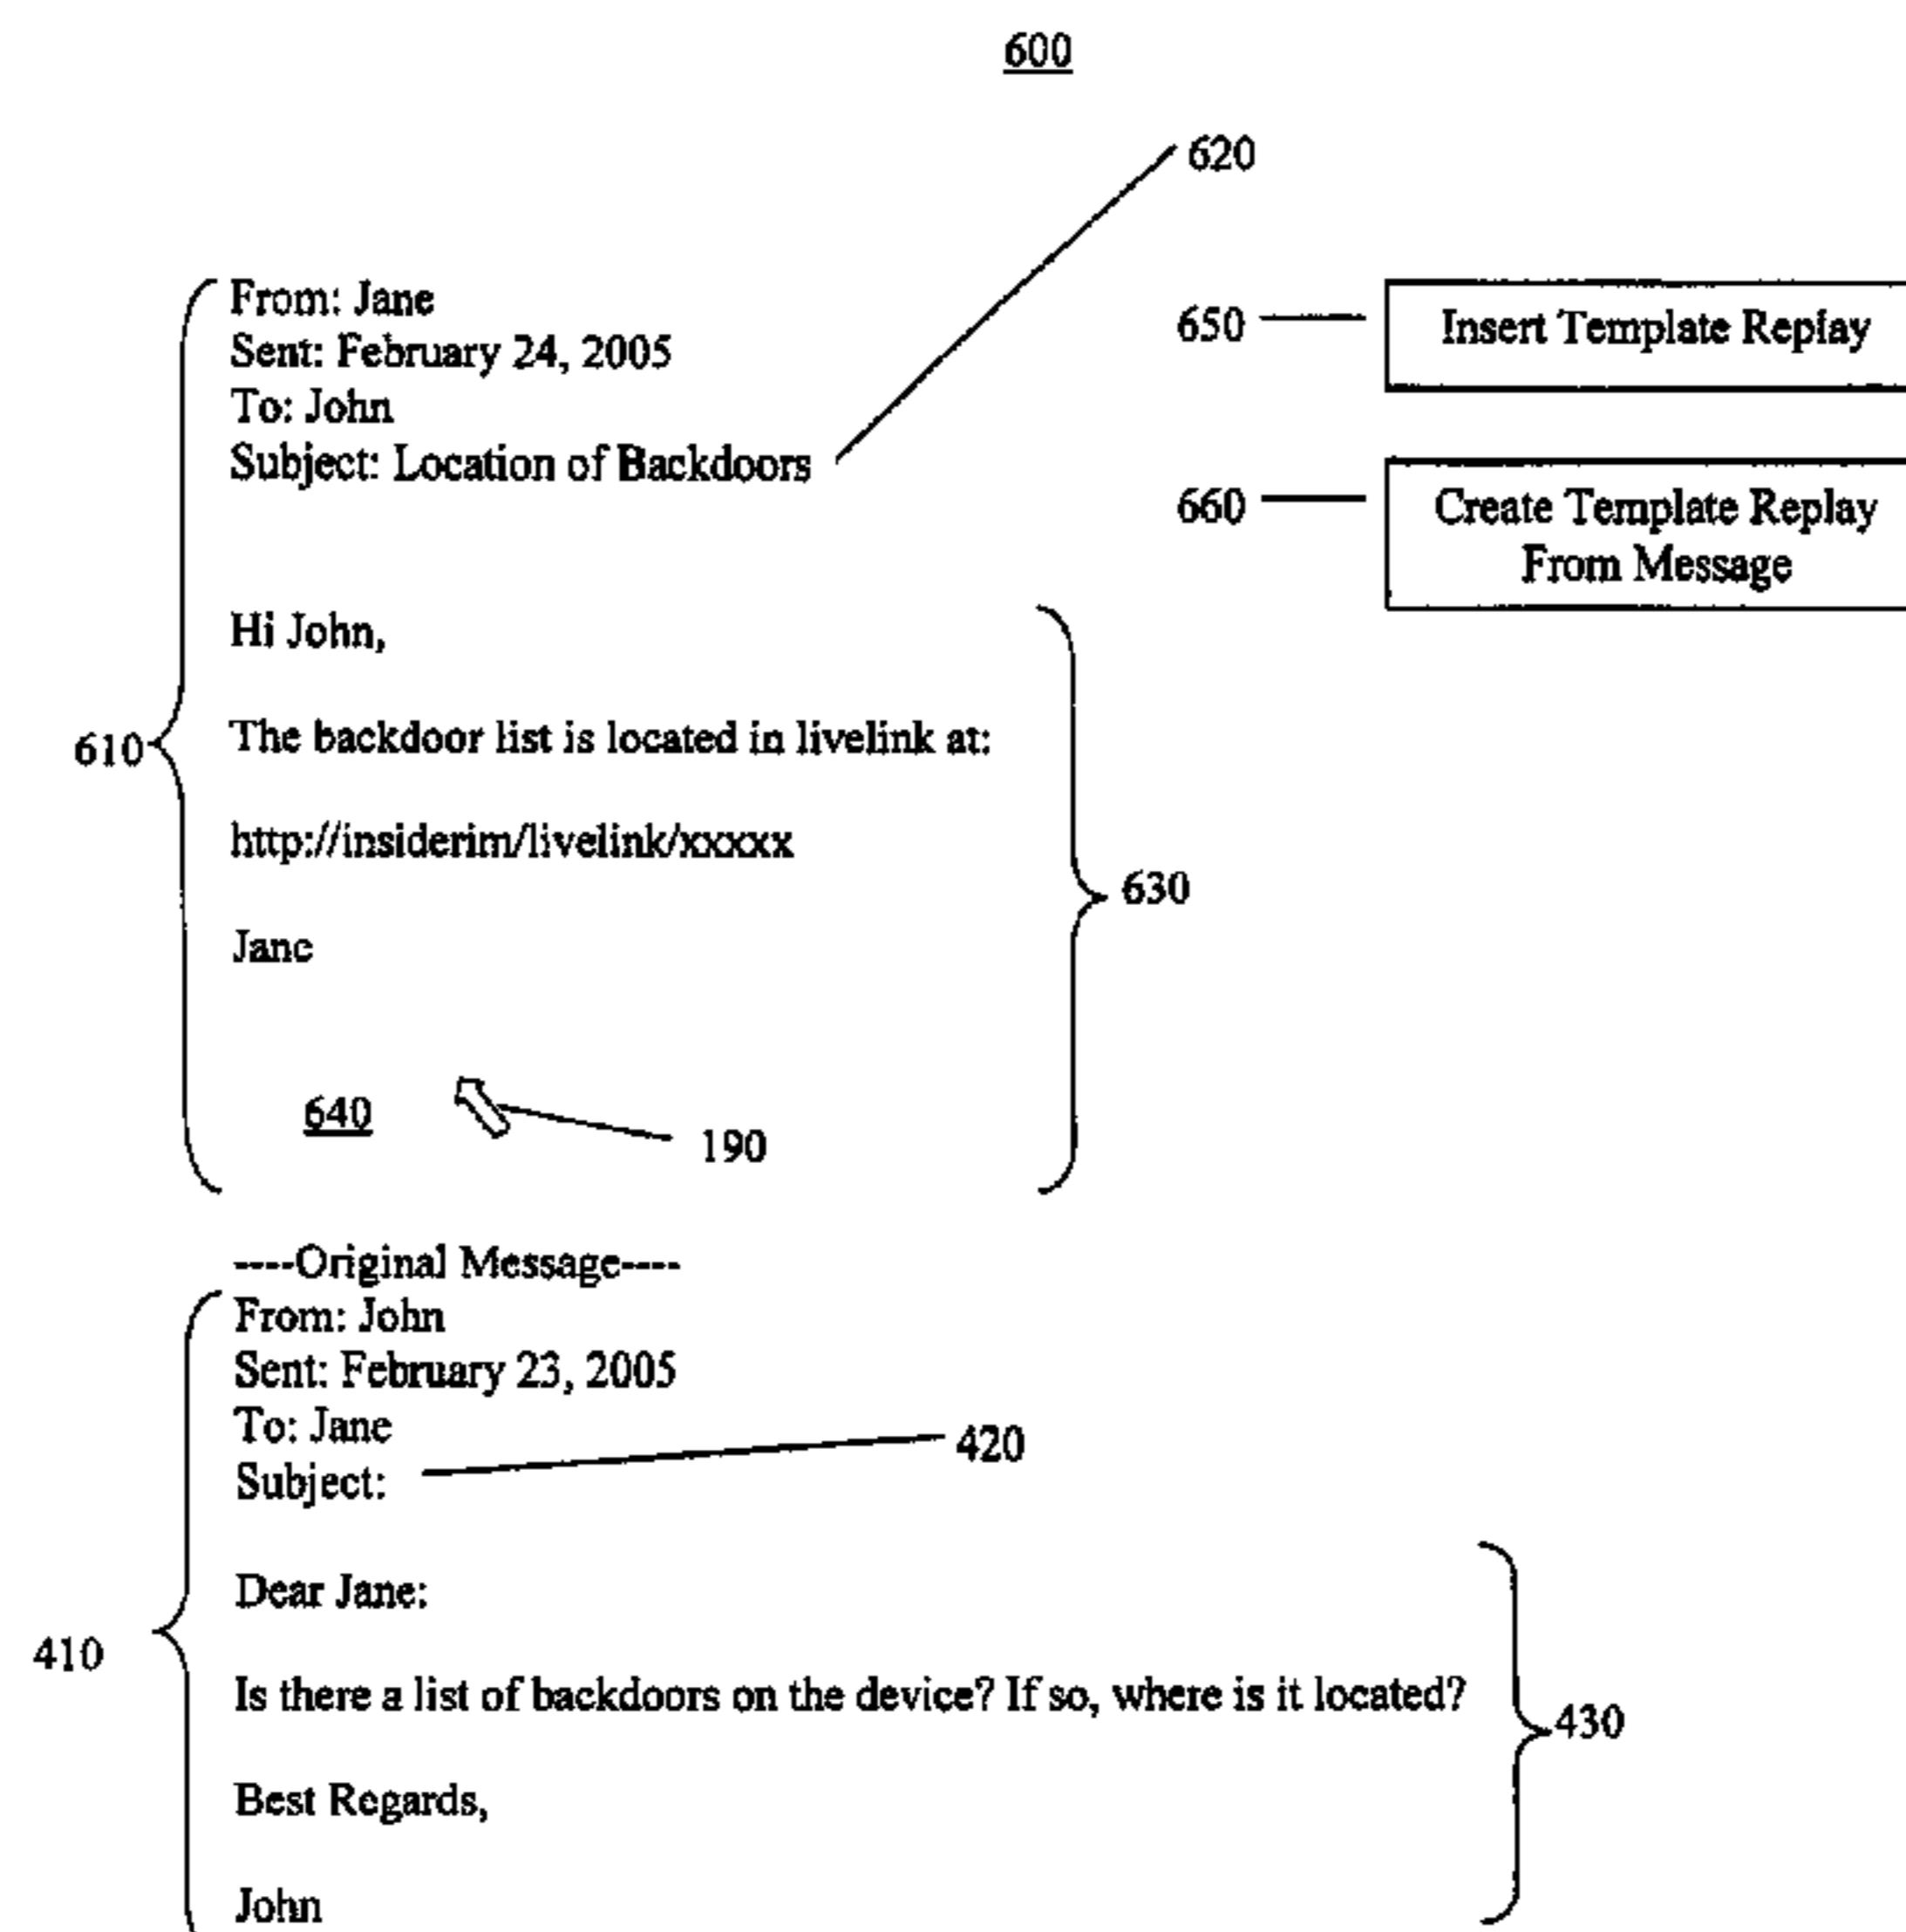 600
620
From: Jane
Sent: February 24, 2005
To: John
Subject: Location of Backdoors
650
Insert Template Replay
660
Create Template Replay
From Message
Hi John,
The backdoor list is located in livelink at:
610
http://insiderim/livelink/xxxxx
630
Jane
640
190
----Original Message----
From: John
Sent: February 23, 2005
To: Jane
Subject:
420
Dear Jane:
410
Is there a list of backdoors on the device? If so, where is it located?
430
Best Regards,
John